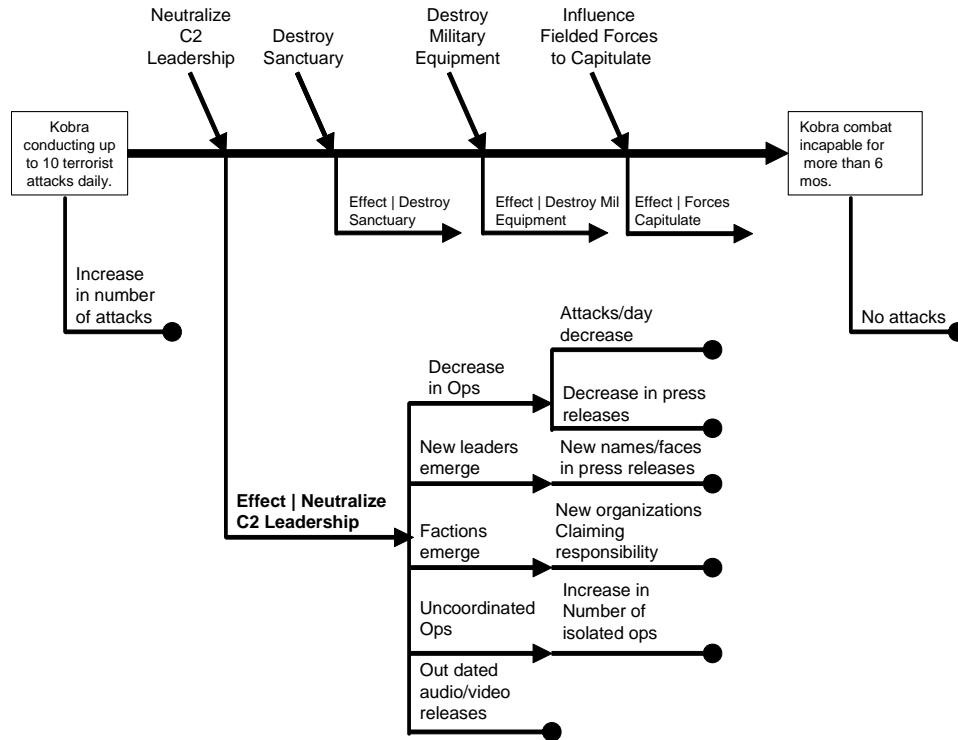 Neutralize
C2
Leadership
Destroy
Sanctuary
Destroy
Military
Equipment
Influence
Fielded Forces
to Capitulate
Kobra
conducting up
to 10 terrorist
attacks daily.
Kobra combat
incapable for
more than 6
mos.
Effect | Destroy
Sanctuary
Effect | Destroy Mil
Equipment
Effect | Forces
Capitulate
Increase
in number
of attacks
No attacks
Attacks/day
decrease
Decrease
in Ops
Decrease in press
releases
New leaders
emerge
New names/faces
in press releases
Effect | Neutralize
C2 Leadership
Factions
emerge
New organizations
Claiming
responsibility
Uncoordinated
Ops
Increase in
Number of
isolated ops
Out dated
audio/video
releases